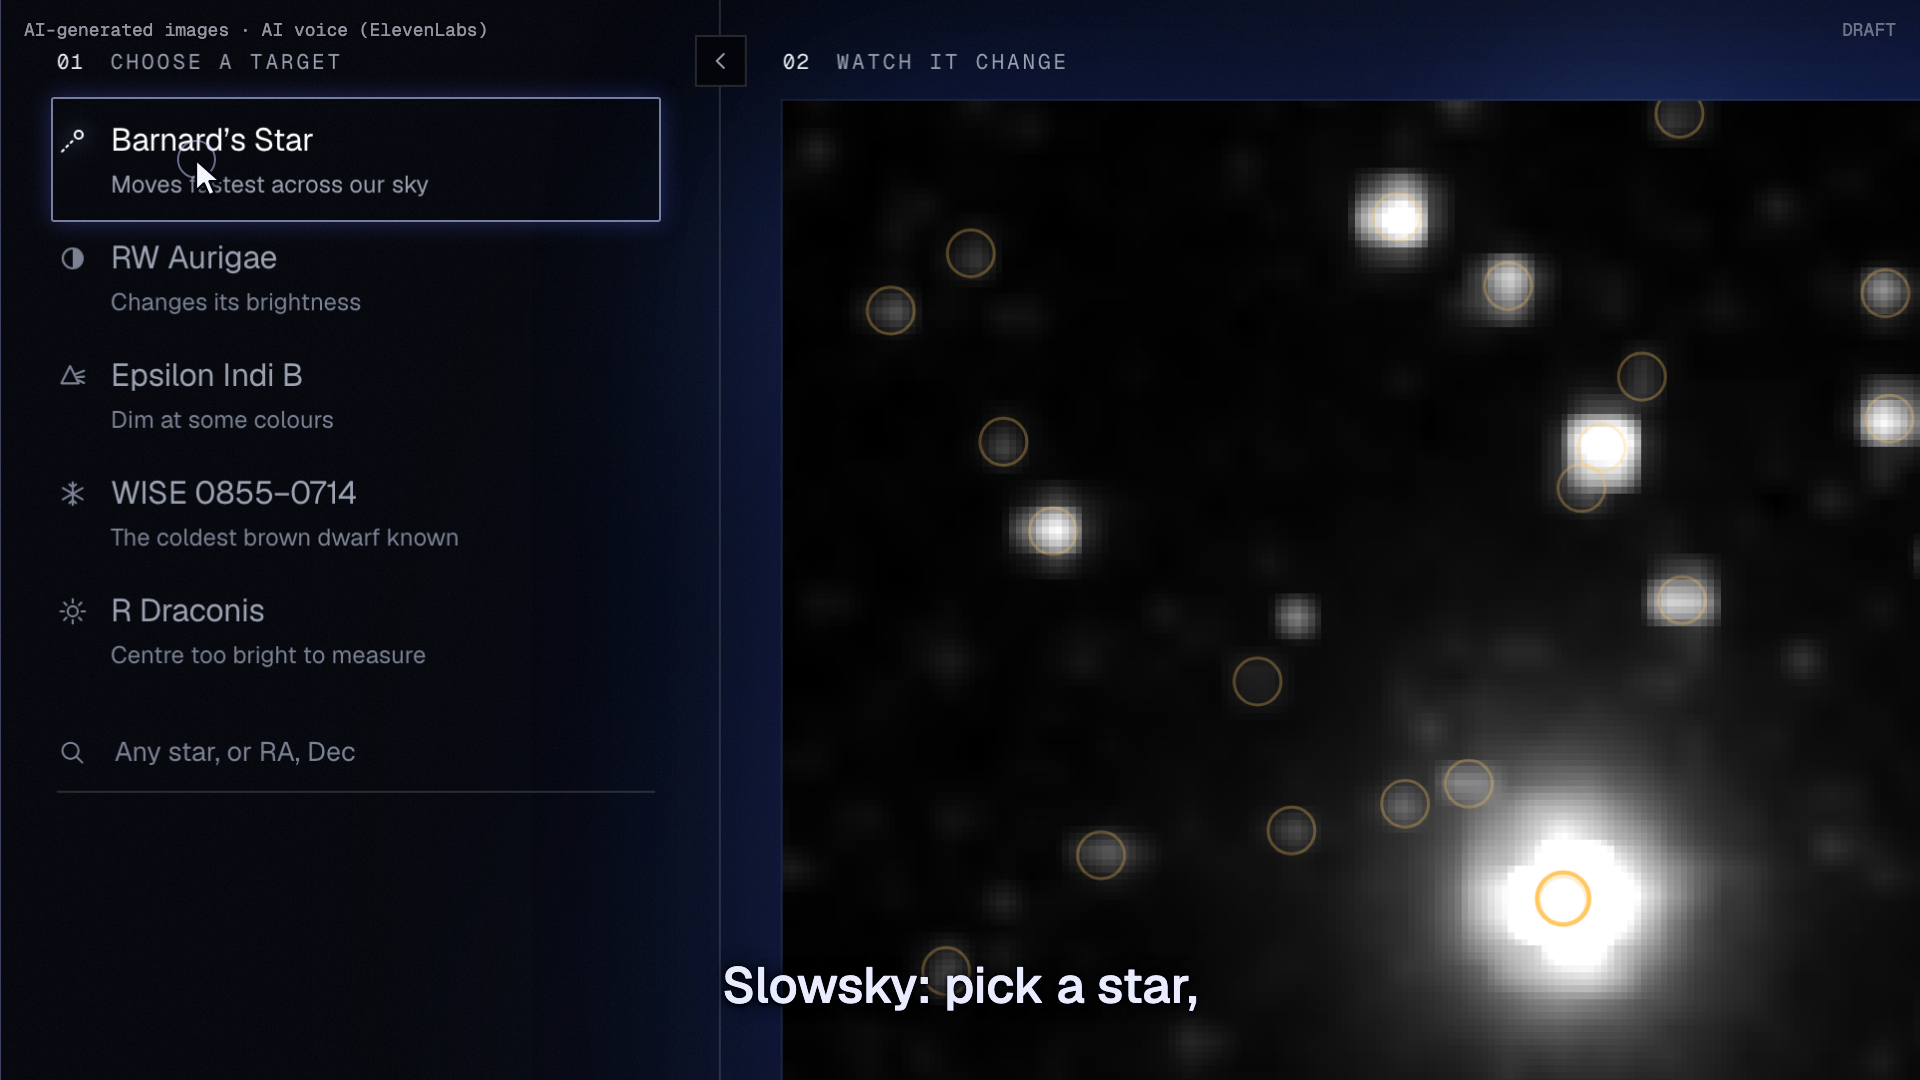 AI-generated images · AI voice (ElevenLabs)
DRAFT
01 CHOOSE A TARGET
02 WATCH IT CHANGE
Barnard’s Star
Moves fastest across our sky
RW Aurigae
Changes its brightness
Epsilon Indi B
Dim at some colours
WISE 0855–0714
The coldest brown dwarf known
R Draconis
Centre too bright to measure
Any star, or RA, Dec
Slowsky: pick a star,